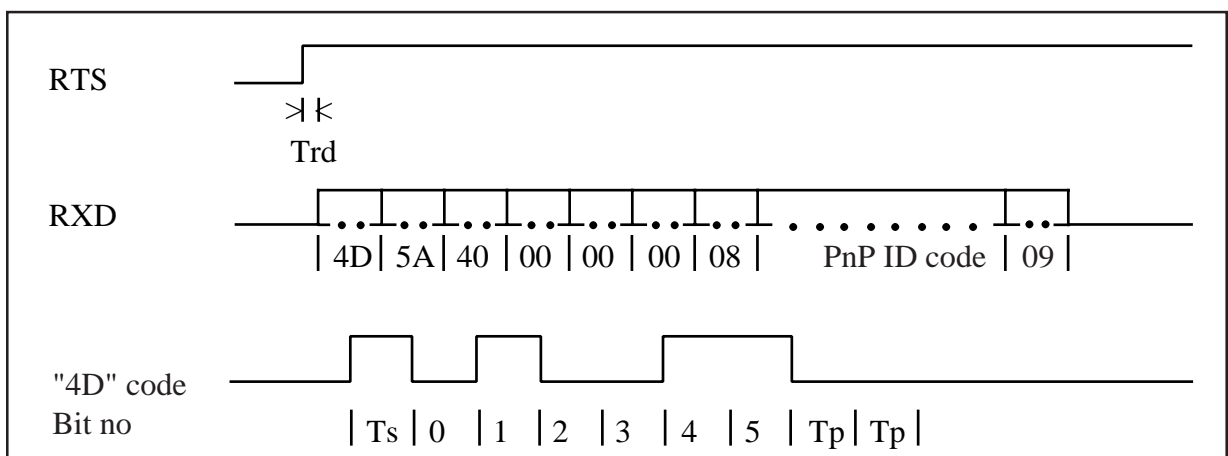 RTS
Trd
RXD
4D 5A 40 00 00 00 08 PnP ID code 09
"4D" code
Bit no
Ts 0 1 2 3 4 5 Tp Tp